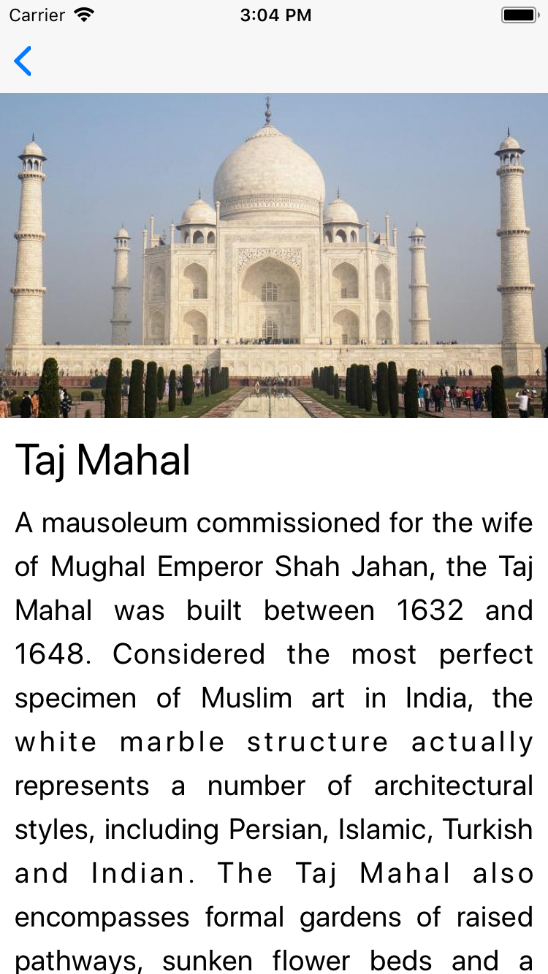 Carrier
3:04 PM
Taj Mahal
A mausoleum commissioned for the wife
of Mughal Emperor Shah Jahan, the Taj
Mahal was built between 1632 and
1648. Considered the most perfect
specimen of Muslim art in India, the
white marble structure actually
represents a number of architectural
styles, including Persian, Islamic, Turkish
and Indian. The Taj Mahal also
encompasses formal gardens of raised
pathways, sunken flower beds and a